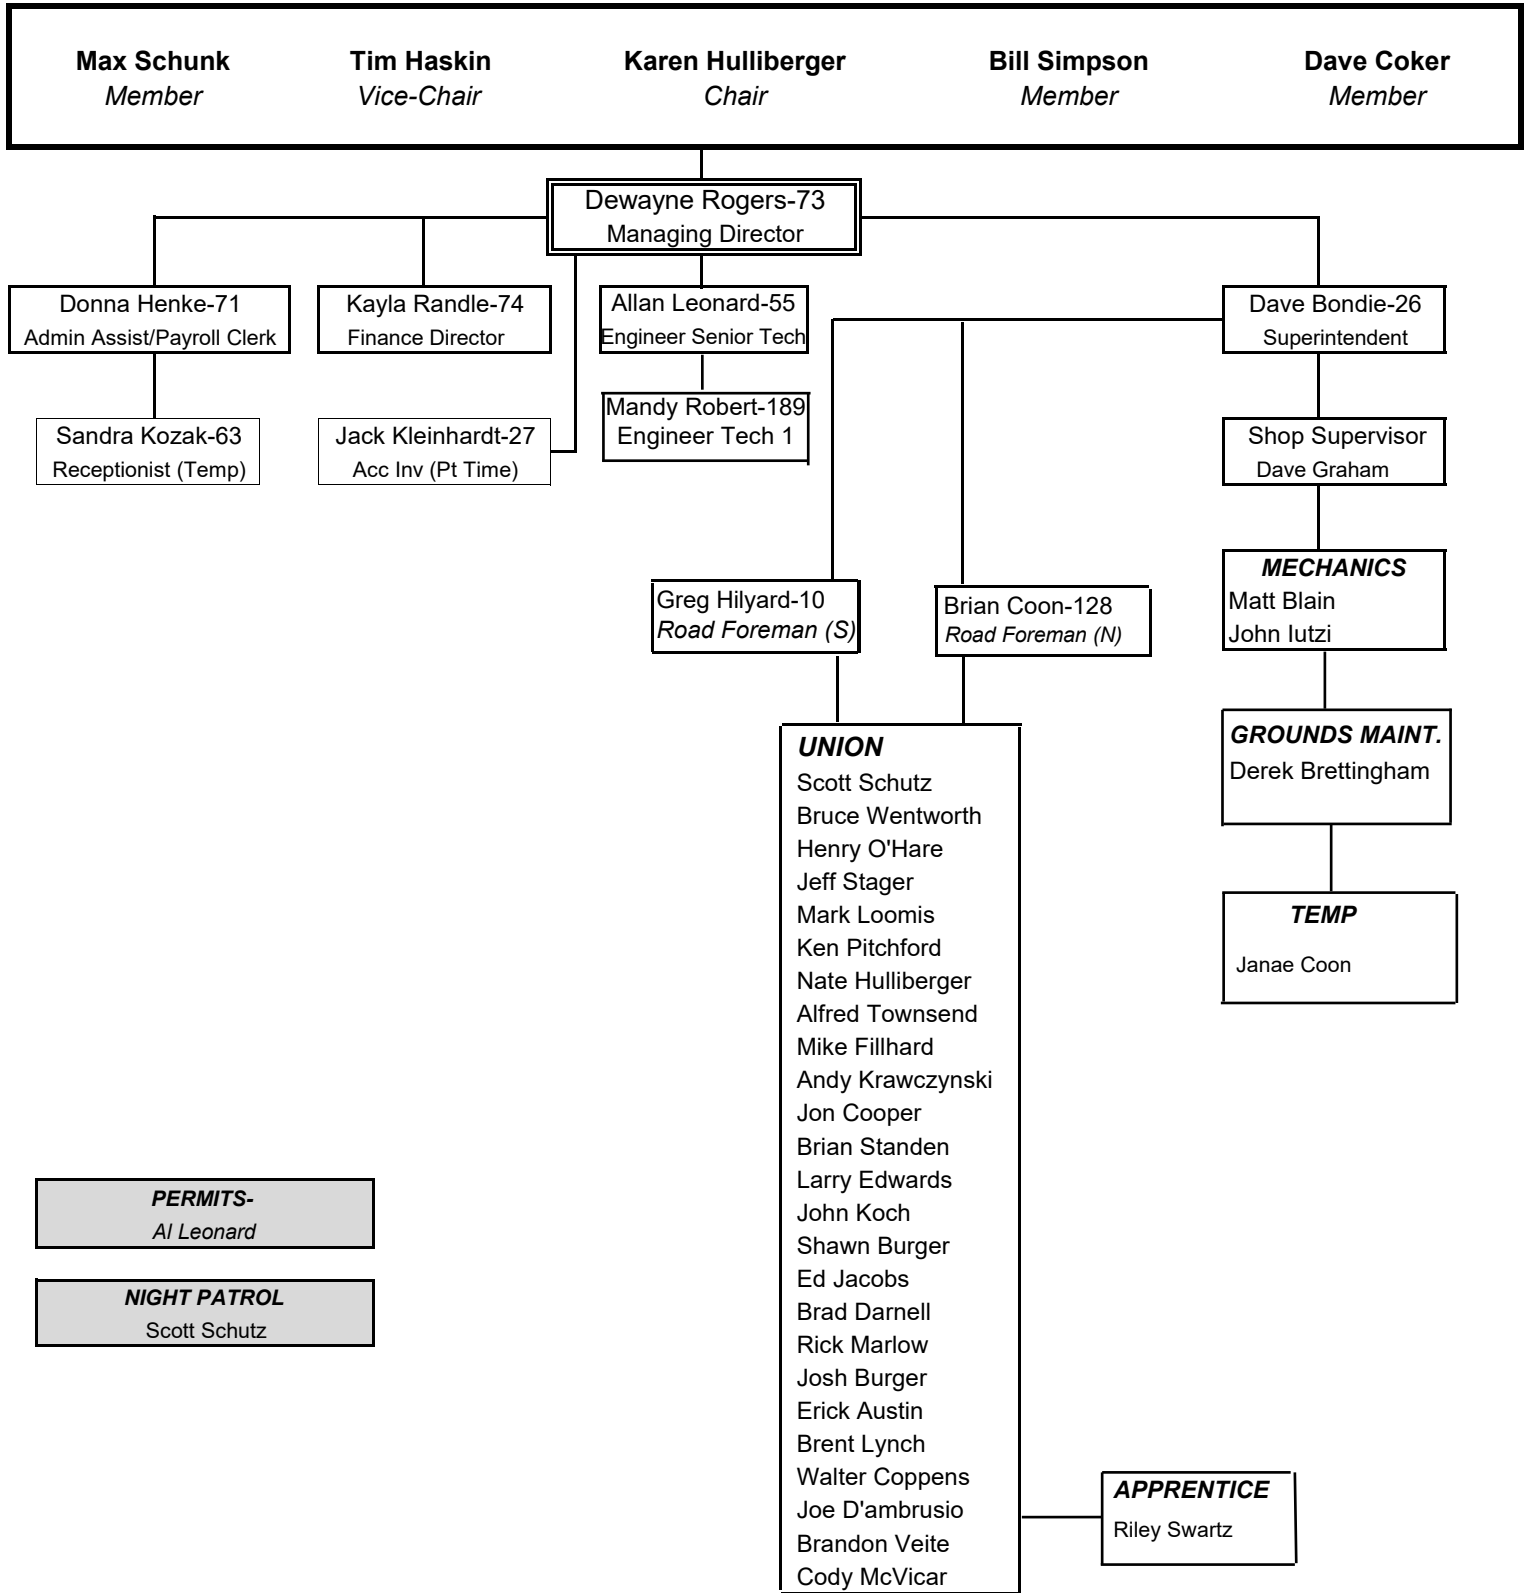 Max Schunk
Member
Tim Haskin
Vice-Chair
Karen Hulliberger
Chair
Bill Simpson
Member
Dave Coker
Member
Dewayne Rogers-73
Managing Director
Donna Henke-71
Admin Assist/Payroll Clerk
Kayla Randle-74
Finance Director
Allan Leonard-55
Engineer Senior Tech
Dave Bondie-26
Superintendent
Sandra Kozak-63
Receptionist (Temp)
Jack Kleinhardt-27
Acc Inv (Pt Time)
Mandy Robert-189
Engineer Tech 1
Shop Supervisor
Dave Graham
Greg Hilyard-10
Road Foreman (S)
Brian Coon-128
Road Foreman (N)
MECHANICS
Matt Blain
John Iutzi
GROUNDS MAINT.
Derek Brettingham
TEMP
Janae Coon
UNION
Scott Schutz
Bruce Wentworth
Henry O'Hare
Jeff Stager
Mark Loomis
Ken Pitchford
Nate Hulliberger
Alfred Townsend
Mike Fillhard
Andy Krawczynski
Jon Cooper
Brian Standen
Larry Edwards
John Koch
Shawn Burger
Ed Jacobs
Brad Darnell
Rick Marlow
Josh Burger
Erick Austin
Brent Lynch
Walter Coppens
Joe D'ambrusio
Brandon Veite
Cody McVicar
APPRENTICE
Riley Swartz
PERMITS-
Al Leonard
NIGHT PATROL
Scott Schutz